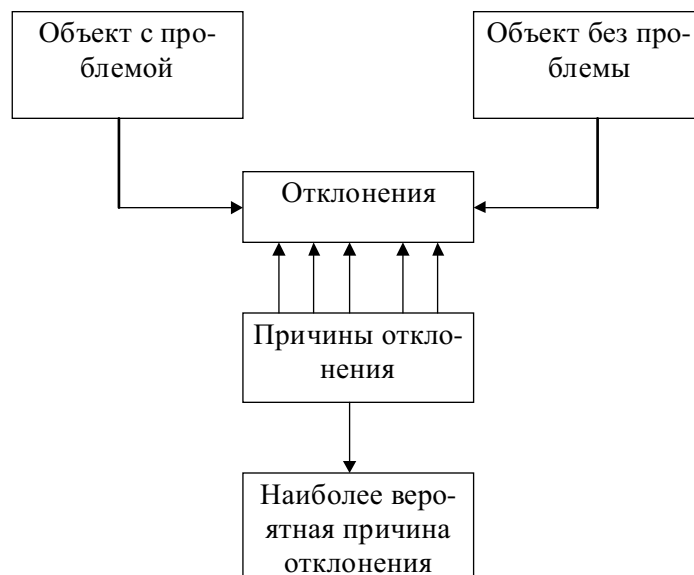 Объект с про-
блемой
Объект без про-
блемы
Отклонения
Причины откло-
нения
Наиболее веро-
ятная причина
отклонения